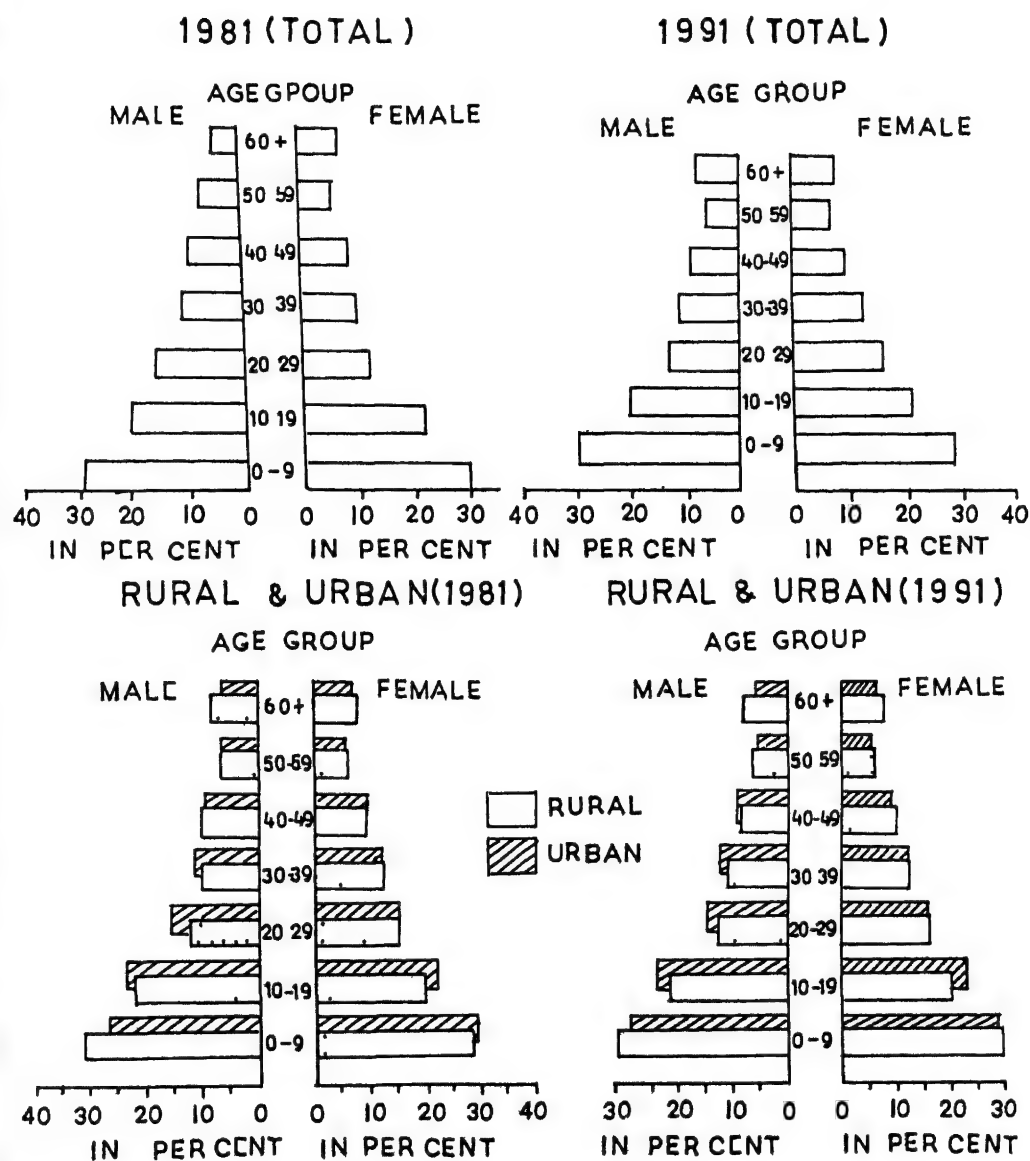 1981 (TOTAL)
AGE GPOUP
MALE
FEMALE
60 +
50 59
40 49
30 39
20 29
10 19
0 - 9
40 30 20 10 0
0 10 20 30
IN PER CENT
IN PER CENT
1991 (TOTAL)
AGE GROUP
MALE
FEMALE
60+
50 59
40-49
30-39
20 29
10 -19
0 -9
40 30 20 10 0
0 10 20 30 40
IN PER CENT
IN PER CENT
RURAL & URBAN(1981)
AGE GROUP
MALE
FEMALE
60+
50-59
40-49
30-39
20 29
10-19
0-9
40 30 20 10 0
0 10 20 30 40
IN PER CENT
IN PER CENT
RURAL
URBAN
RURAL & URBAN(1991)
AGE GROUP
MALE
FEMALE
60+
50 59
40-49
30 39
20-29
10-19
0-9
40 30 20 10 0
0 10 20 30
IN PER CENT
IN PER CENT